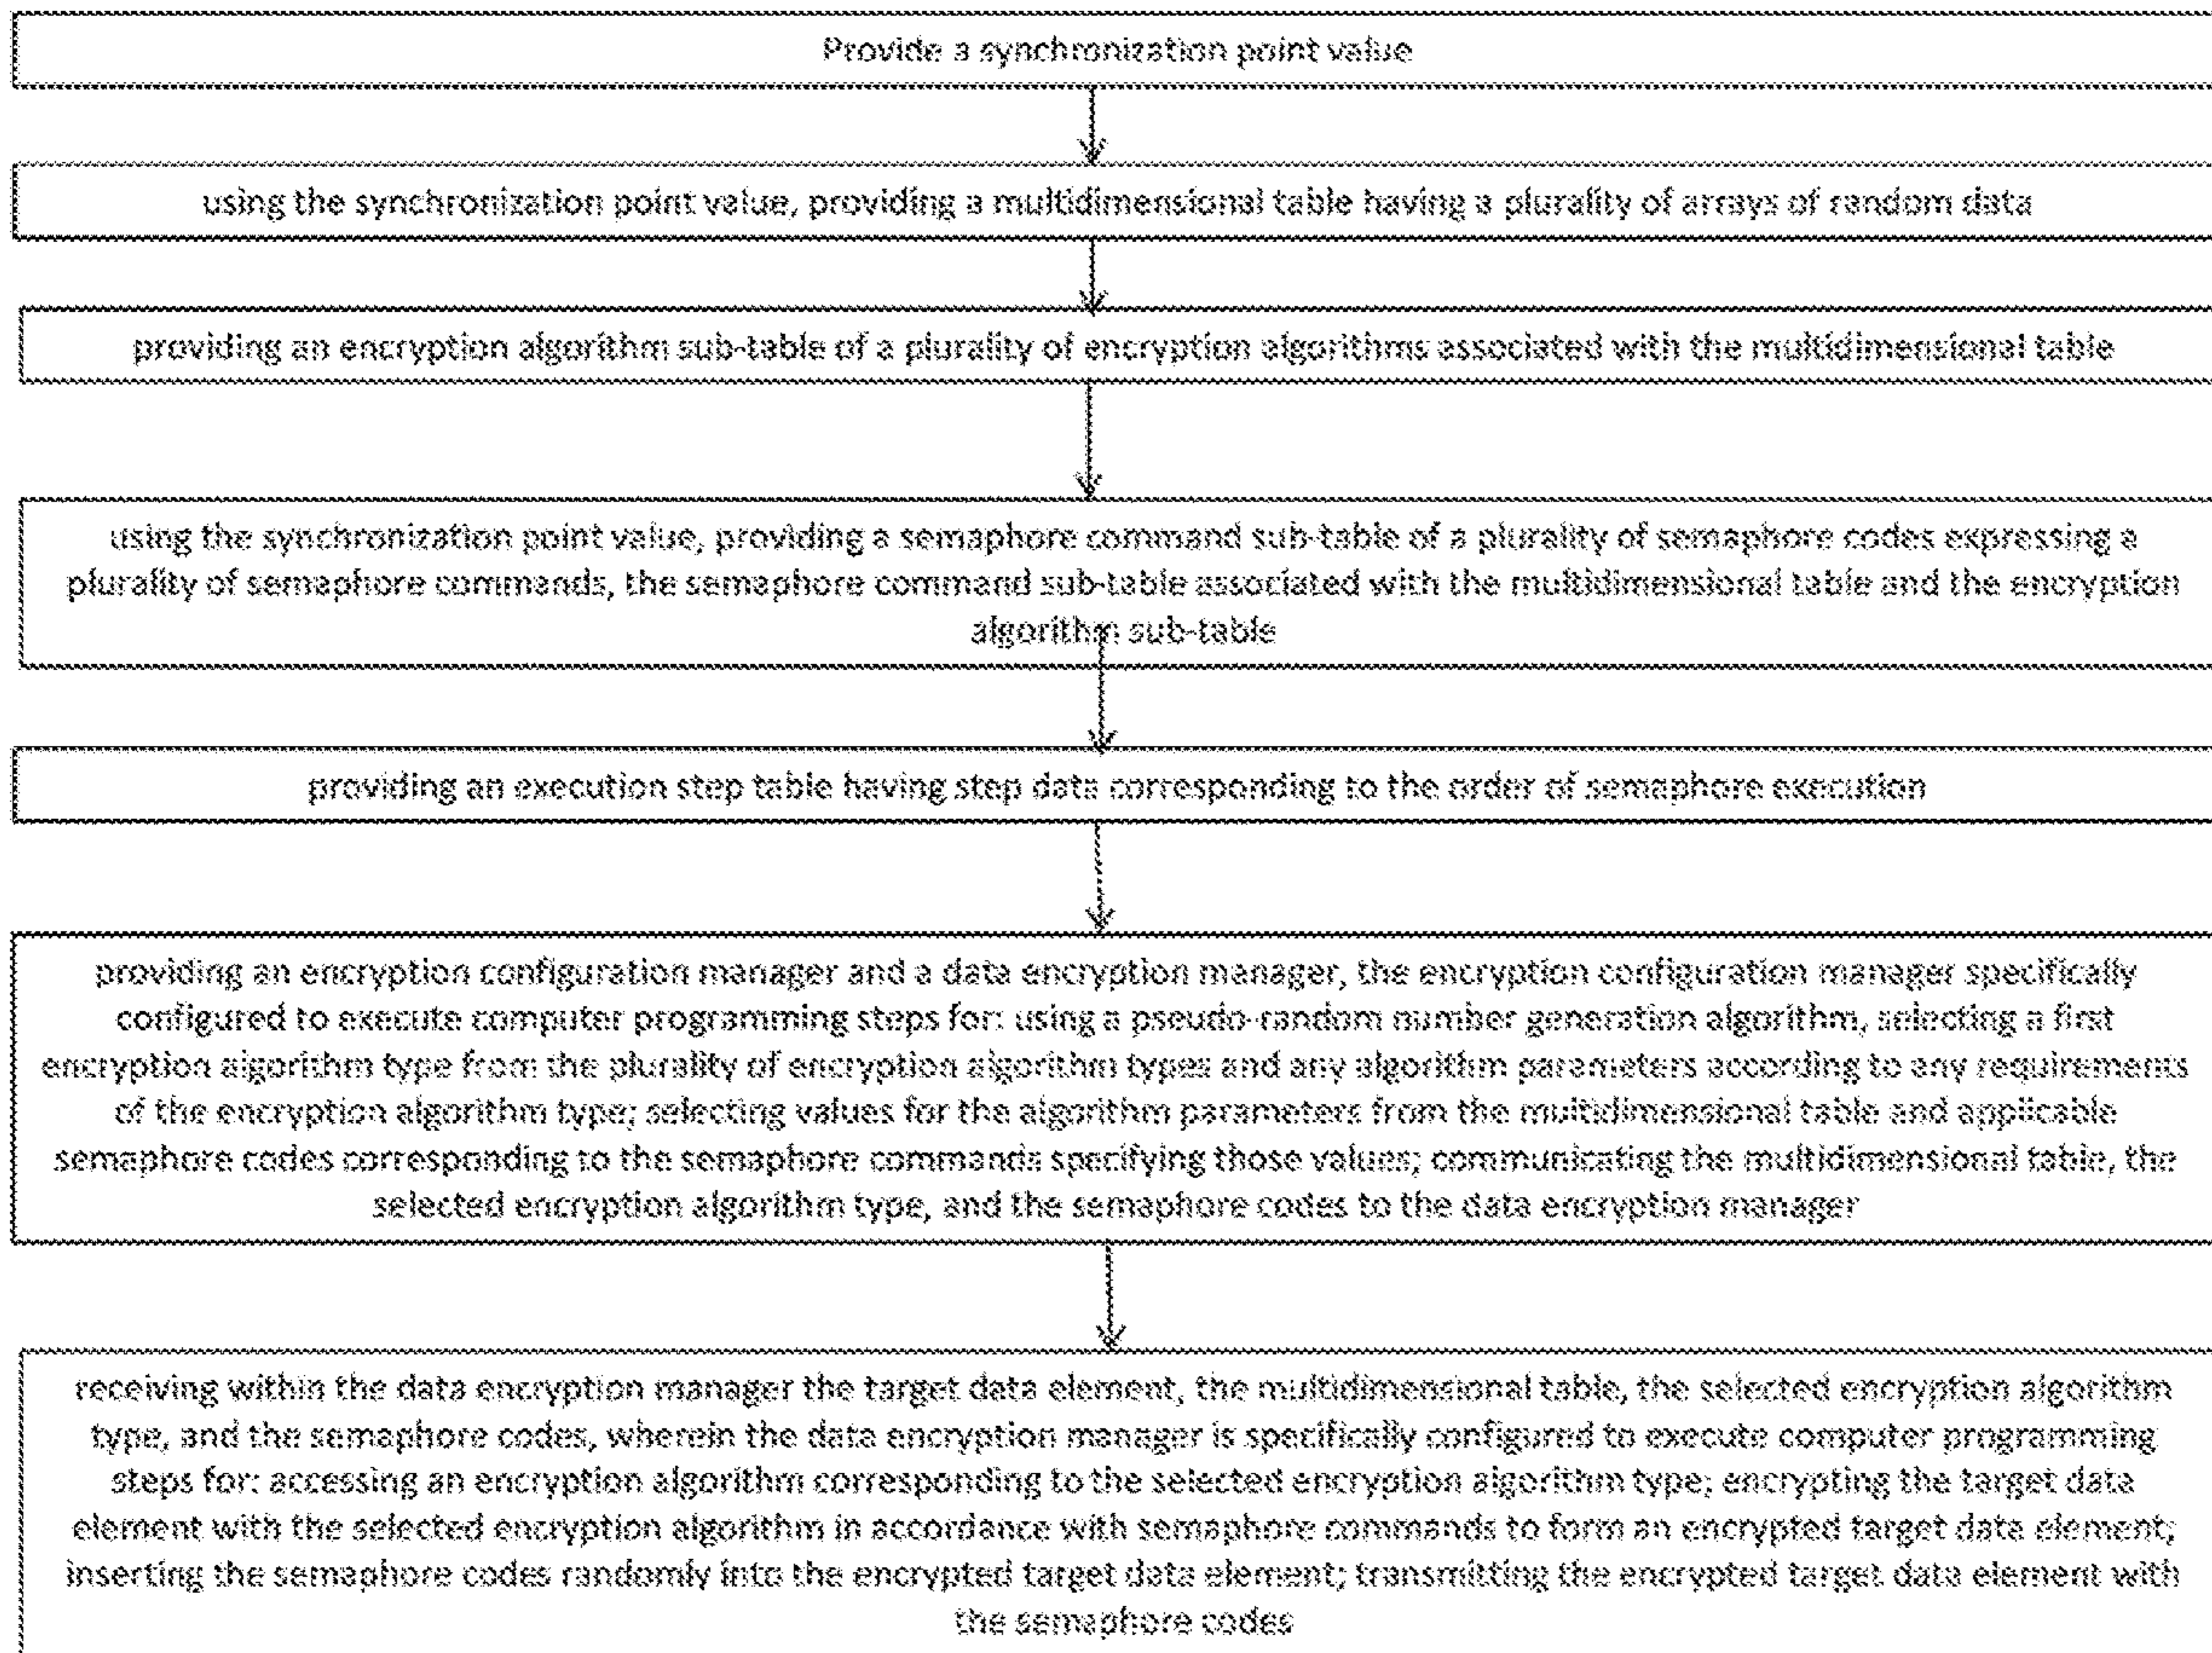 Provide a synchronization point value
using the synchronization point value, providing a multidimensional table having a plurality of arrays of random data
providing an encryption algorithm sub-table of a plurality of encryption algorithms associated with the multidimensional table
using the synchronization point value, providing a semaphore command sub-table of a plurality of semaphore codes expressing a
plurality of semaphore commands, the semaphore command sub-table associated with the multidimensional table and the encryption
algorithm sub-table
providing an execution step table having step data corresponding to the order of semaphore execution
providing an encryption configuration manager and a data encryption manager, the encryption configuration manager specifically
configured to execute computer programming steps for: using a pseudo-random number generation algorithm, selecting a first
encryption algorithm type from the plurality of encryption algorithm types and any algorithm parameters according to any requirements
of the encryption algorithm type; selecting values for the algorithm parameters from the multidimensional table and applicable
semaphore codes corresponding to the semaphore commands specifying those values; communicating the multidimensional table, the
selected encryption algorithm type, and the semaphore codes to the data encryption manager
receiving within the data encryption manager the target data element, the multidimensional table, the selected encryption algorithm
type, and the semaphore codes, wherein the data encryption manager is specifically configured to execute computer programming
steps for: accessing an encryption algorithm corresponding to the selected encryption algorithm type; encrypting the target data
element with the selected encryption algorithm in accordance with semaphore commands to form an encrypted target data element;
inserting the semaphore codes randomly into the encrypted target data element; transmitting the encrypted target data element with
the semaphore codes